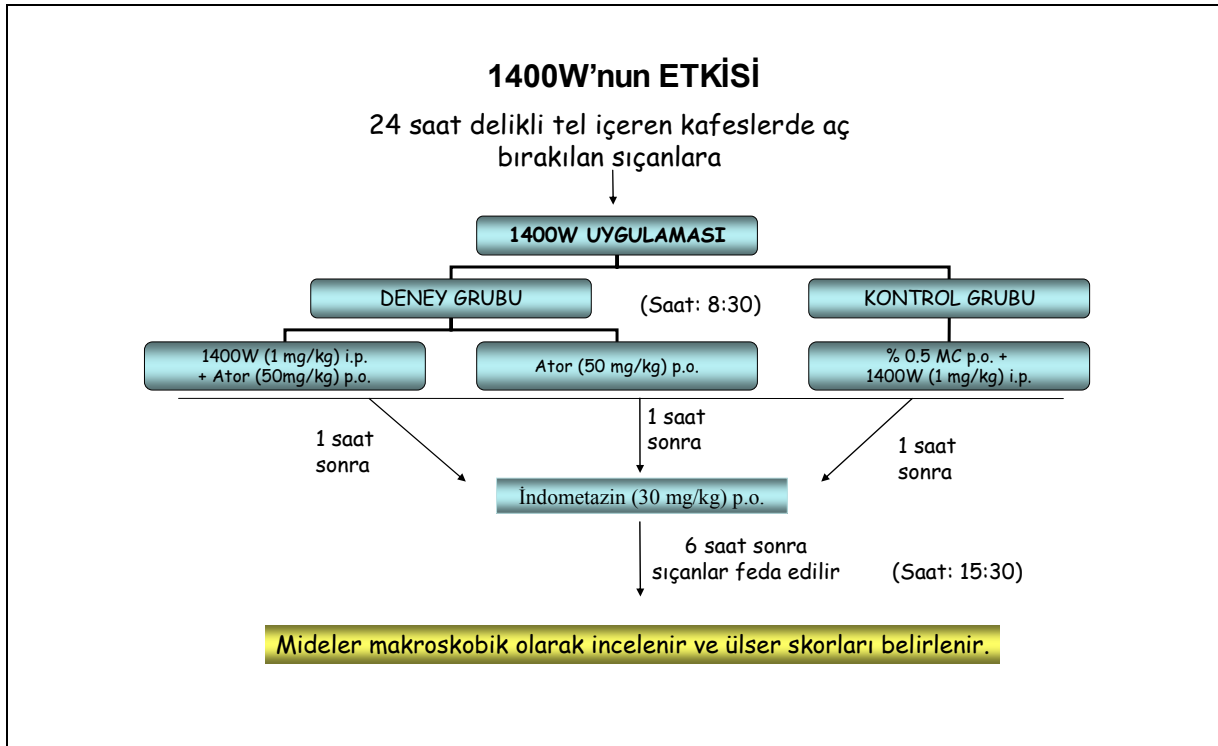 1400W'nun ETKİSİ
24 saat delikli tel içeren kafeslerde aç
bırakılan sıçanlara
1400W UYGULAMASI
DENEY GRUBU
(Saat: 8:30)
KONTROL GRUBU
1400W (1 mg/kg) i.p.
+ Ator (50mg/kg) p.o.
Ator (50 mg/kg) p.o.
% 0.5 MC p.o. +
1400W (1 mg/kg) i.p.
1 saat
sonra
1 saat
sonra
1 saat
sonra
İndometazin (30 mg/kg) p.o.
6 saat sonra
sıçanlar feda edilir
(Saat: 15:30)
Mideler makroskobik olarak incelenir ve ülser skorları belirlenir.